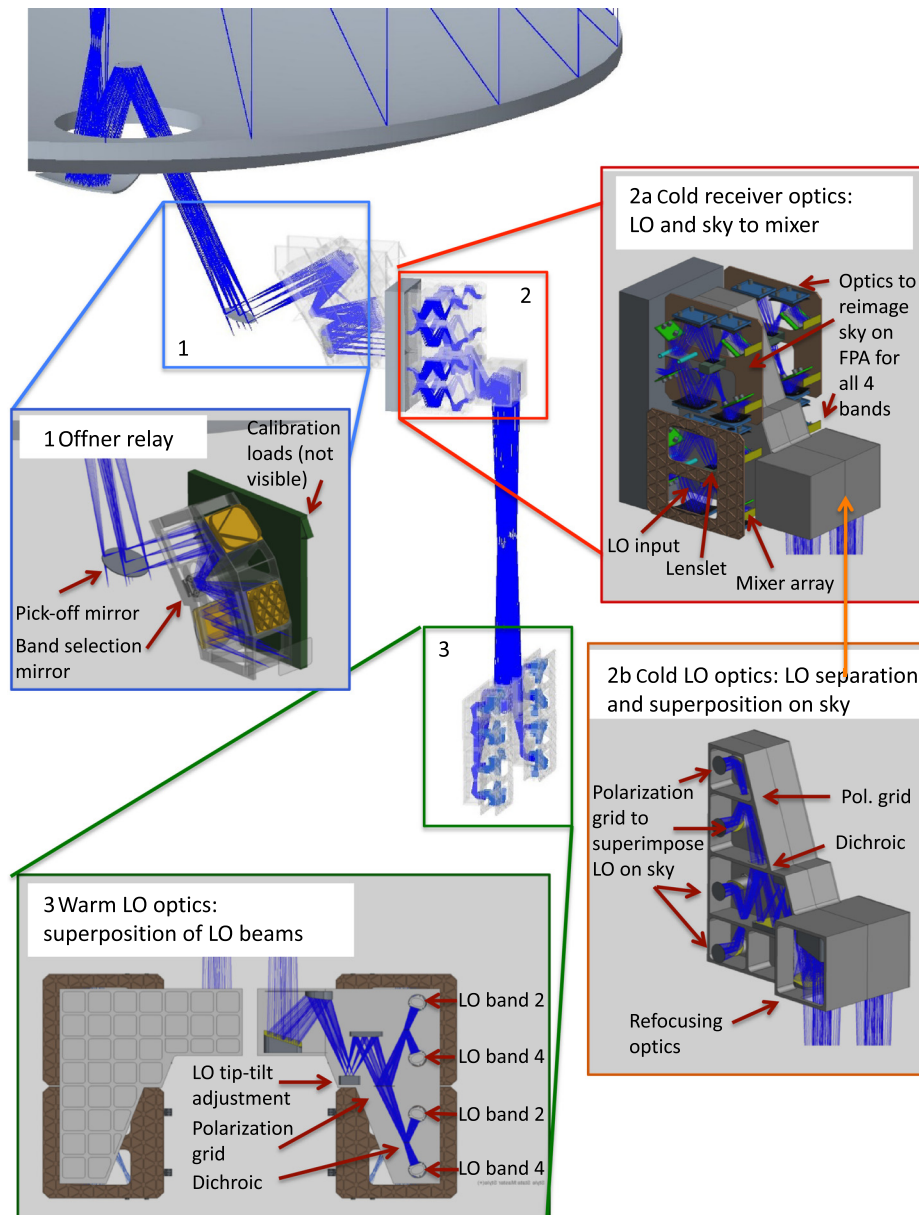 2a Cold receiver optics:
LO and sky to mixer
Optics to
reimage
sky on
FPA for
all 4
bands
LO input
Lenslet
Mixer array
1
2
1 Offner relay
Calibration
loads (not
visible)
Pick-off mirror
Band selection
mirror
3
2b Cold LO optics: LO separation
and superposition on sky
Polarization
grid to
superimpose
LO on sky
Pol. grid
Dichroic
Refocusing
optics
3 Warm LO optics:
superposition of LO beams
LO band 2
LO band 4
LO band 2
LO band 4
LO tip-tilt
adjustment
Polarization
grid
Dichroic